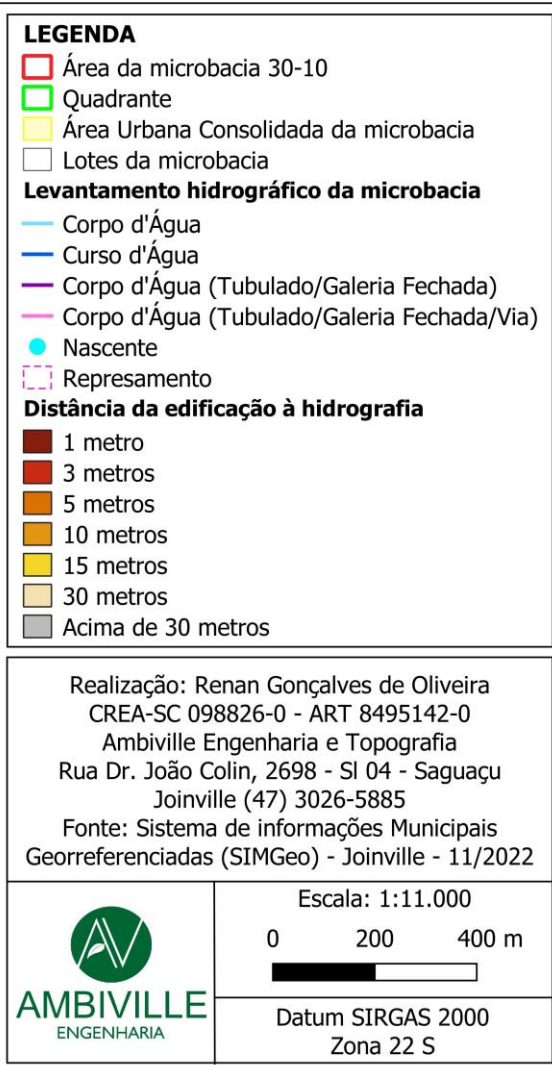 LEGENDA
Área da microbacia 30-10
Quadrante
Área Urbana Consolidada da microbacia
Lotes da microbacia
Levantamento hidrográfico da microbacia
Corpo d'Água
Curso d'Água
Corpo d'Água (Tubulado/Galeria Fechada)
Corpo d'Água (Tubulado/Galeria Fechada/Via)
Nascente
Represamento
Distância da edificação à hidrografia
1 metro
3 metros
5 metros
10 metros
15 metros
30 metros
Acima de 30 metros
Realização: Renan Gonçalves de Oliveira
CREA-SC 098826-0 - ART 8495142-0
Ambiville Engenharia e Topografia
Rua Dr. João Colin, 2698 - Sl 04 - Saguaçu
Joinville (47) 3026-5885
Fonte: Sistema de informações Municipais
Georreferenciadas (SIMGeo) - Joinville - 11/2022
AV
AMBIVILLE
ENGENHARIA
Escala: 1:11.000
0 200 400 m
Datum SIRGAS 2000
Zona 22 S